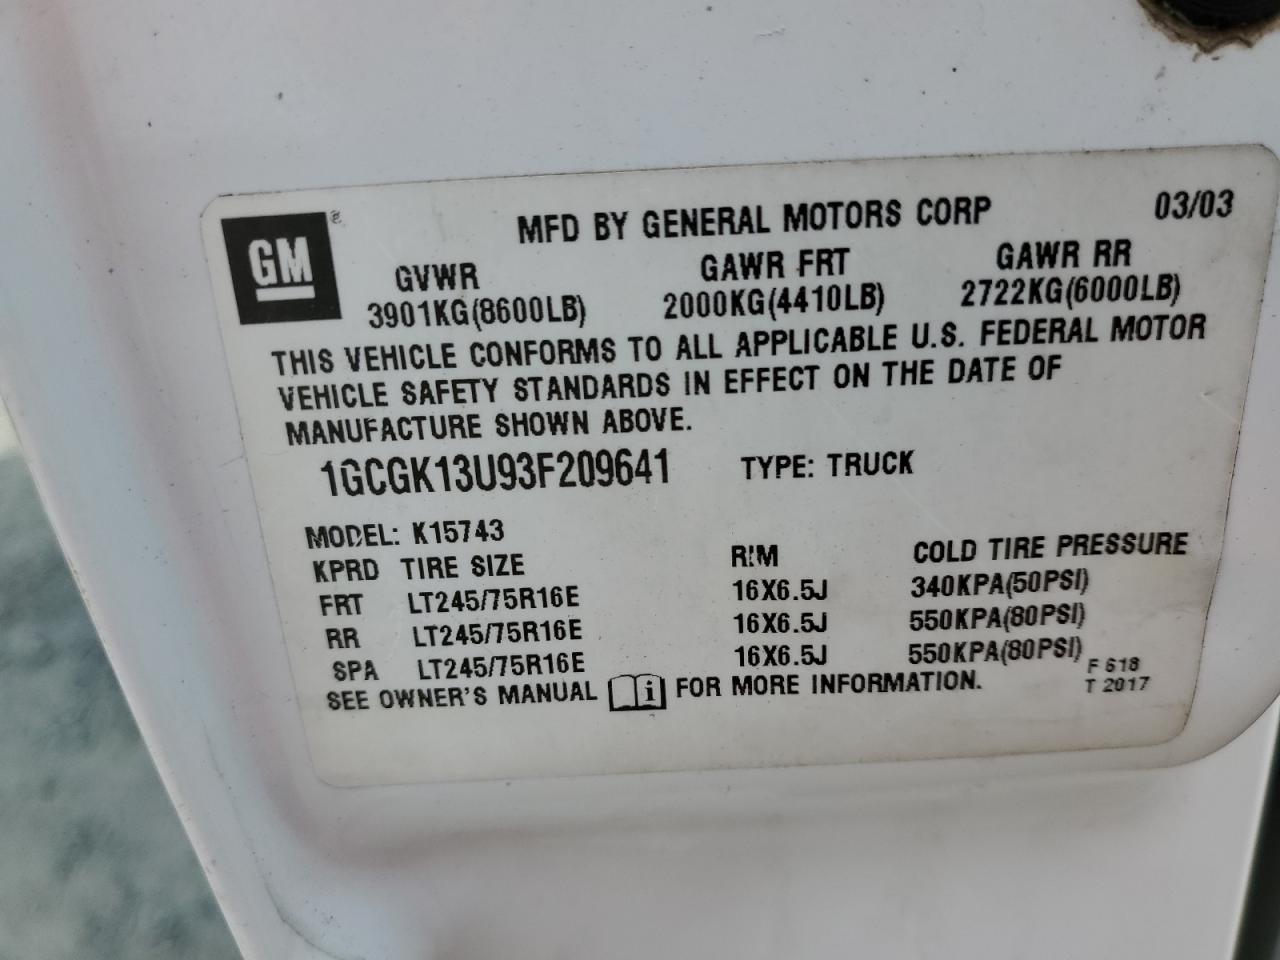 GM ®
MFD BY GENERAL MOTORS CORP 03/03
GVWR GAWR FRT GAWR RR
3901KG(8600LB) 2000KG(4410LB) 2722KG(6000LB)
THIS VEHICLE CONFORMS TO ALL APPLICABLE U.S. FEDERAL MOTOR
VEHICLE SAFETY STANDARDS IN EFFECT ON THE DATE OF
MANUFACTURE SHOWN ABOVE.
1GCGK13U93F209641 TYPE: TRUCK
MODEL: K15743
KPRD TIRE SIZE RIM COLD TIRE PRESSURE
FRT LT245/75R16E 16X6.5J 340KPA(50PSI)
RR LT245/75R16E 16X6.5J 550KPA(80PSI)
SPA LT245/75R16E 16X6.5J 550KPA(80PSI)
SEE OWNER'S MANUAL i FOR MORE INFORMATION.
F 618
T 2017